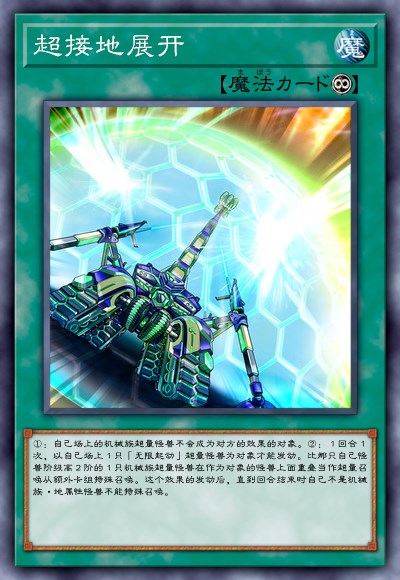 超接地展开
魔
【魔法カード】
まほう
①：自己场上的机械族超量怪兽不会成为对方的效果的对象。②：1回合1
次，以自己场上1只「无限起动」超量怪兽为对象才能发动。比那只自己怪
兽阶级高2阶的1只机械族超量怪兽在作为对象的怪兽上面重叠当作超量召
唤从额外卡组特殊召唤。这个效果的发动后，直到回合结束时自己不是机械
族·地属性怪兽不能特殊召唤。